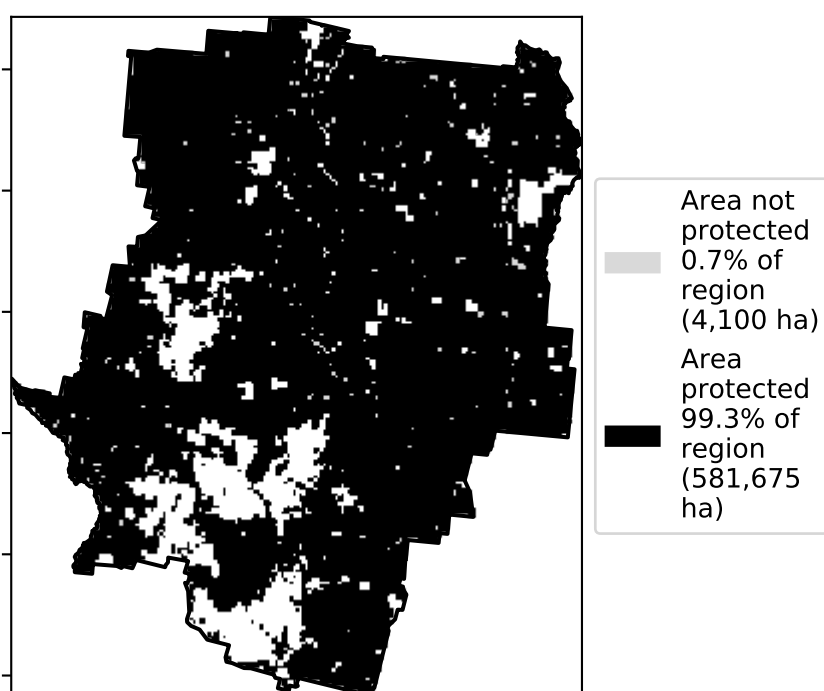 Area not
protected
0.7% of
region
(4,100 ha)
Area
protected
99.3% of
region
(581,675
ha)